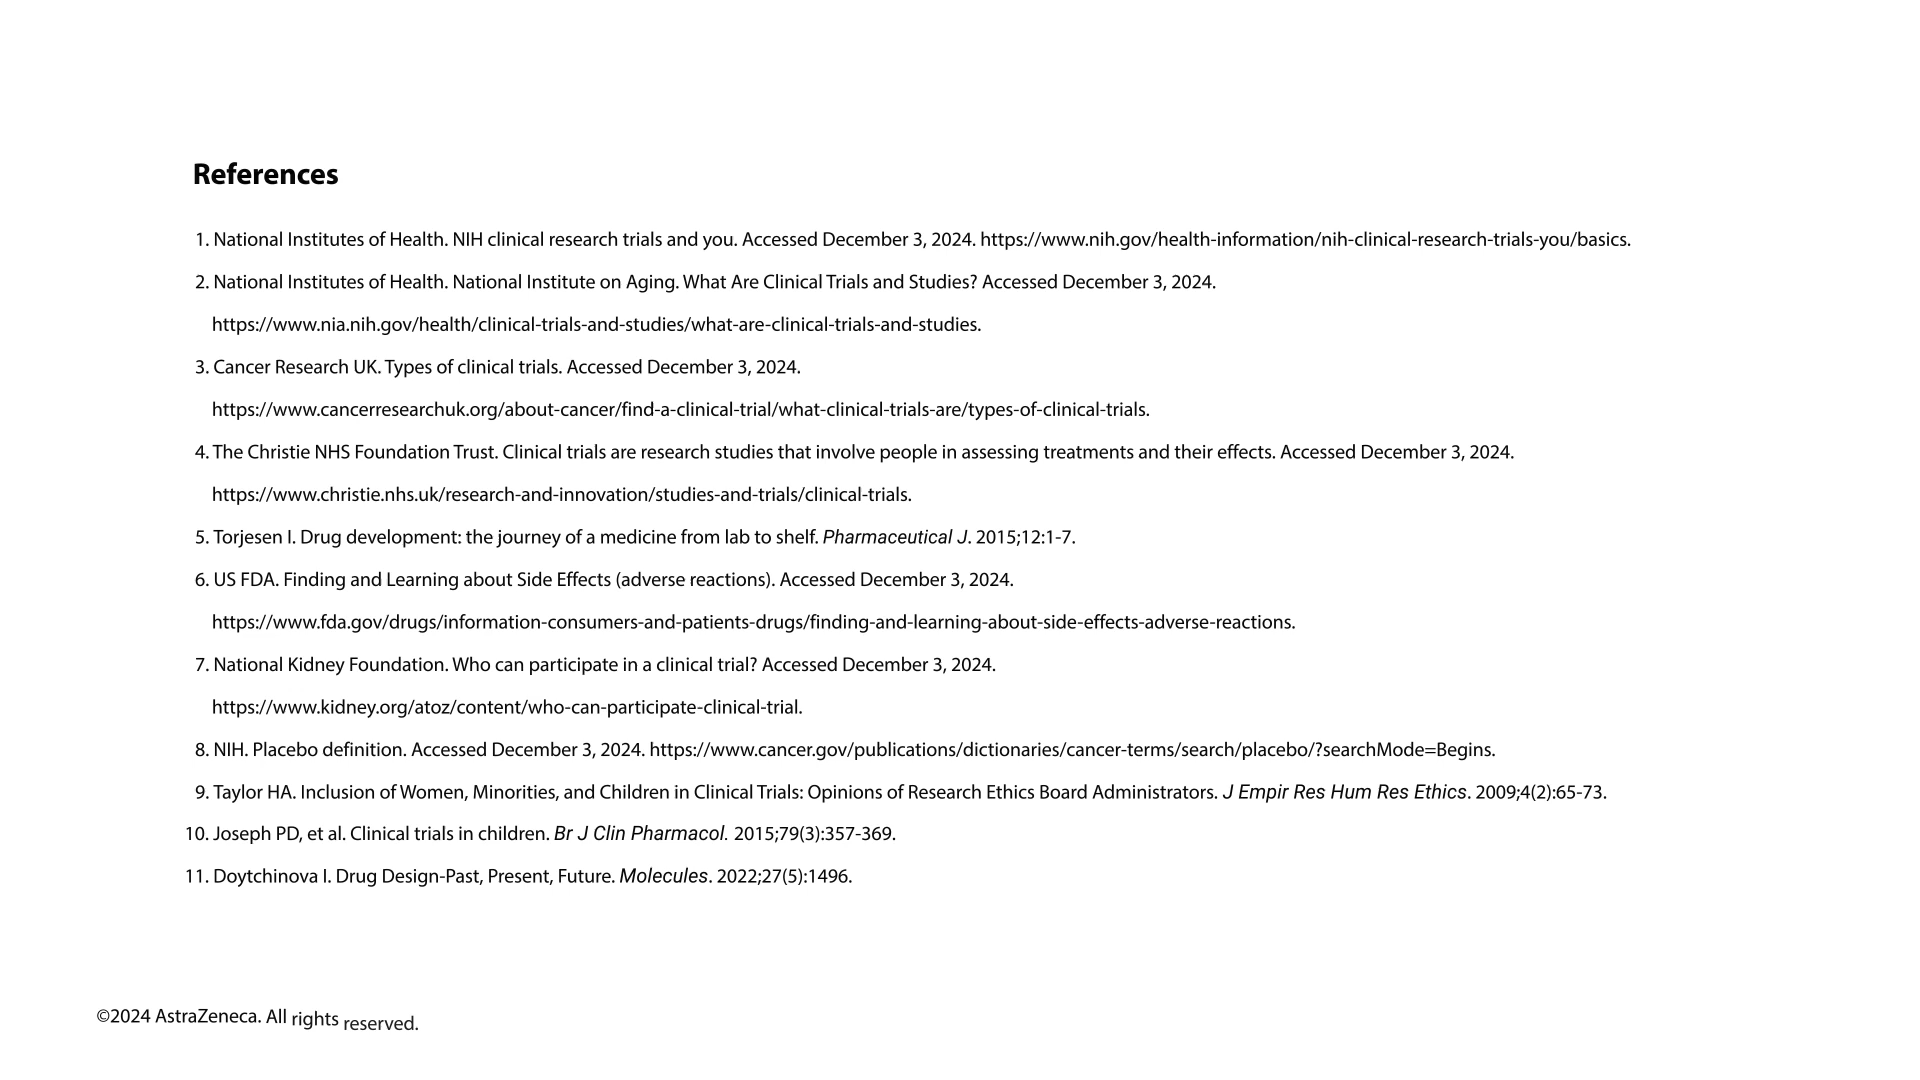 References
1. National Institutes of Health. NIH clinical research trials and you. Accessed December 3, 2024. https://www.nih.gov/health-information/nih-clinical-research-trials-you/basics.
2. National Institutes of Health. National Institute on Aging. What Are Clinical Trials and Studies? Accessed December 3, 2024.
https://www.nia.nih.gov/health/clinical-trials-and-studies/what-are-clinical-trials-and-studies.
3. Cancer Research UK. Types of clinical trials. Accessed December 3, 2024.
https://www.cancerresearchuk.org/about-cancer/find-a-clinical-trial/what-clinical-trials-are/types-of-clinical-trials.
4. The Christie NHS Foundation Trust. Clinical trials are research studies that involve people in assessing treatments and their effects. Accessed December 3, 2024.
https://www.christie.nhs.uk/research-and-innovation/studies-and-trials/clinical-trials.
5. Torjesen I. Drug development: the journey of a medicine from lab to shelf. Pharmaceutical J. 2015;12:1-7.
6. US FDA. Finding and Learning about Side Effects (adverse reactions). Accessed December 3, 2024.
https://www.fda.gov/drugs/information-consumers-and-patients-drugs/finding-and-learning-about-side-effects-adverse-reactions.
7. National Kidney Foundation. Who can participate in a clinical trial? Accessed December 3, 2024.
https://www.kidney.org/atoz/content/who-can-participate-clinical-trial.
8. NIH. Placebo definition. Accessed December 3, 2024. https://www.cancer.gov/publications/dictionaries/cancer-terms/search/placebo/?searchMode=Begins.
9. Taylor HA. Inclusion of Women, Minorities, and Children in Clinical Trials: Opinions of Research Ethics Board Administrators. J Empir Res Hum Res Ethics. 2009;4(2):65-73.
10. Joseph PD, et al. Clinical trials in children. Br J Clin Pharmacol. 2015;79(3):357-369.
11. Doytchinova I. Drug Design-Past, Present, Future. Molecules. 2022;27(5):1496.
©2024 AstraZeneca. All rights reserved.